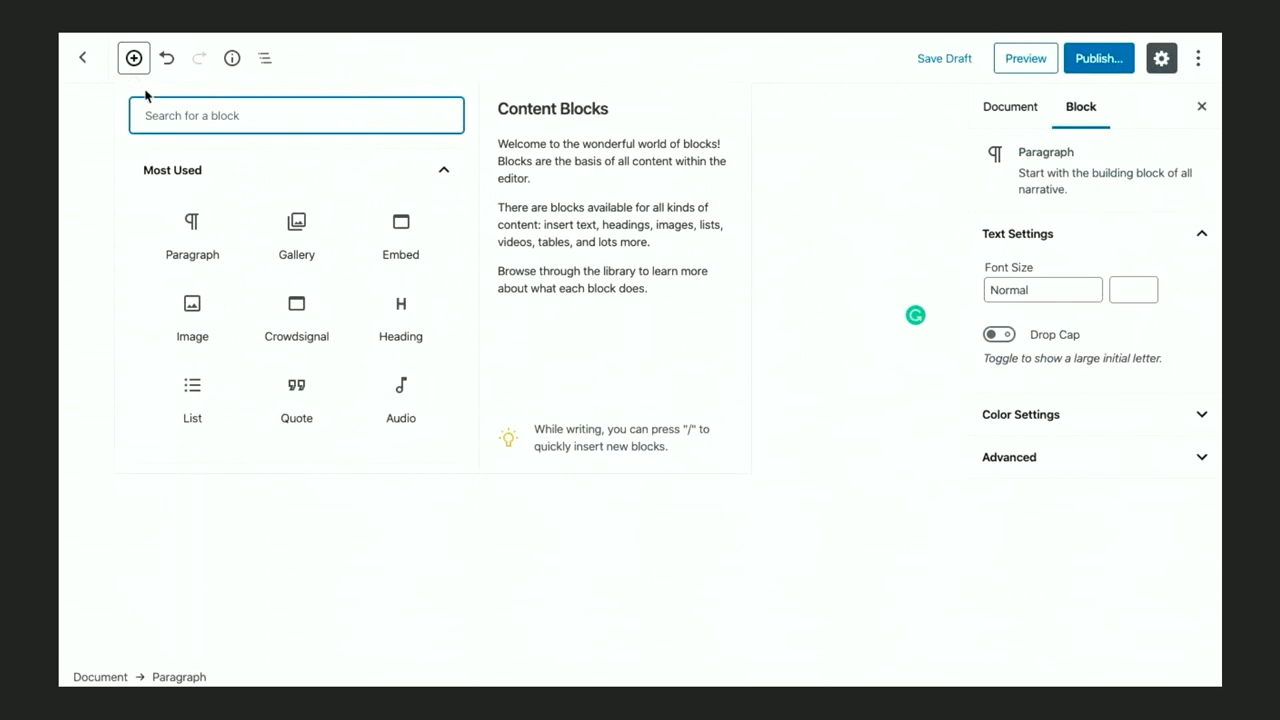 Save Draft
Preview
Publish...
Search for a block
Most Used
Paragraph
Gallery
Embed
Image
Crowdsignal
Heading
List
Quote
Audio
Content Blocks
Welcome to the wonderful world of blocks!
Blocks are the basis of all content within the
editor.
There are blocks available for all kinds of
content: insert text, headings, images, lists,
videos, tables, and lots more.
Browse through the library to learn more
about what each block does.
While writing, you can press "/" to
quickly insert new blocks.
Document
Block
Paragraph
Start with the building block of all
narrative.
Text Settings
Font Size
Normal
Drop Cap
Toggle to show a large initial letter.
Color Settings
Advanced
Document → Paragraph